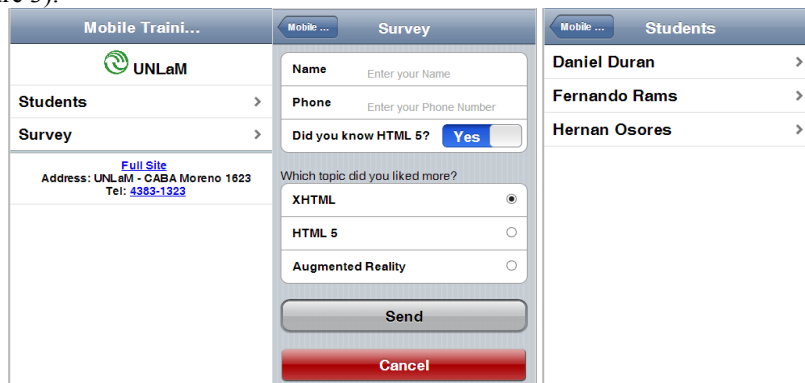 re 3).
Mobile Traini...
UNLaM
Students
Survey
Full Site
Address: UNLaM - CABA Moreno 1623
Tel: 4383-1323
Mobile ...
Survey
Name Enter your Name
Phone Enter your Phone Number
Did you know HTML 5? Yes
Which topic did you liked more?
XHTML
HTML 5
Augmented Reality
Send
Cancel
Mobile ...
Students
Daniel Duran
Fernando Rams
Hernan Osores